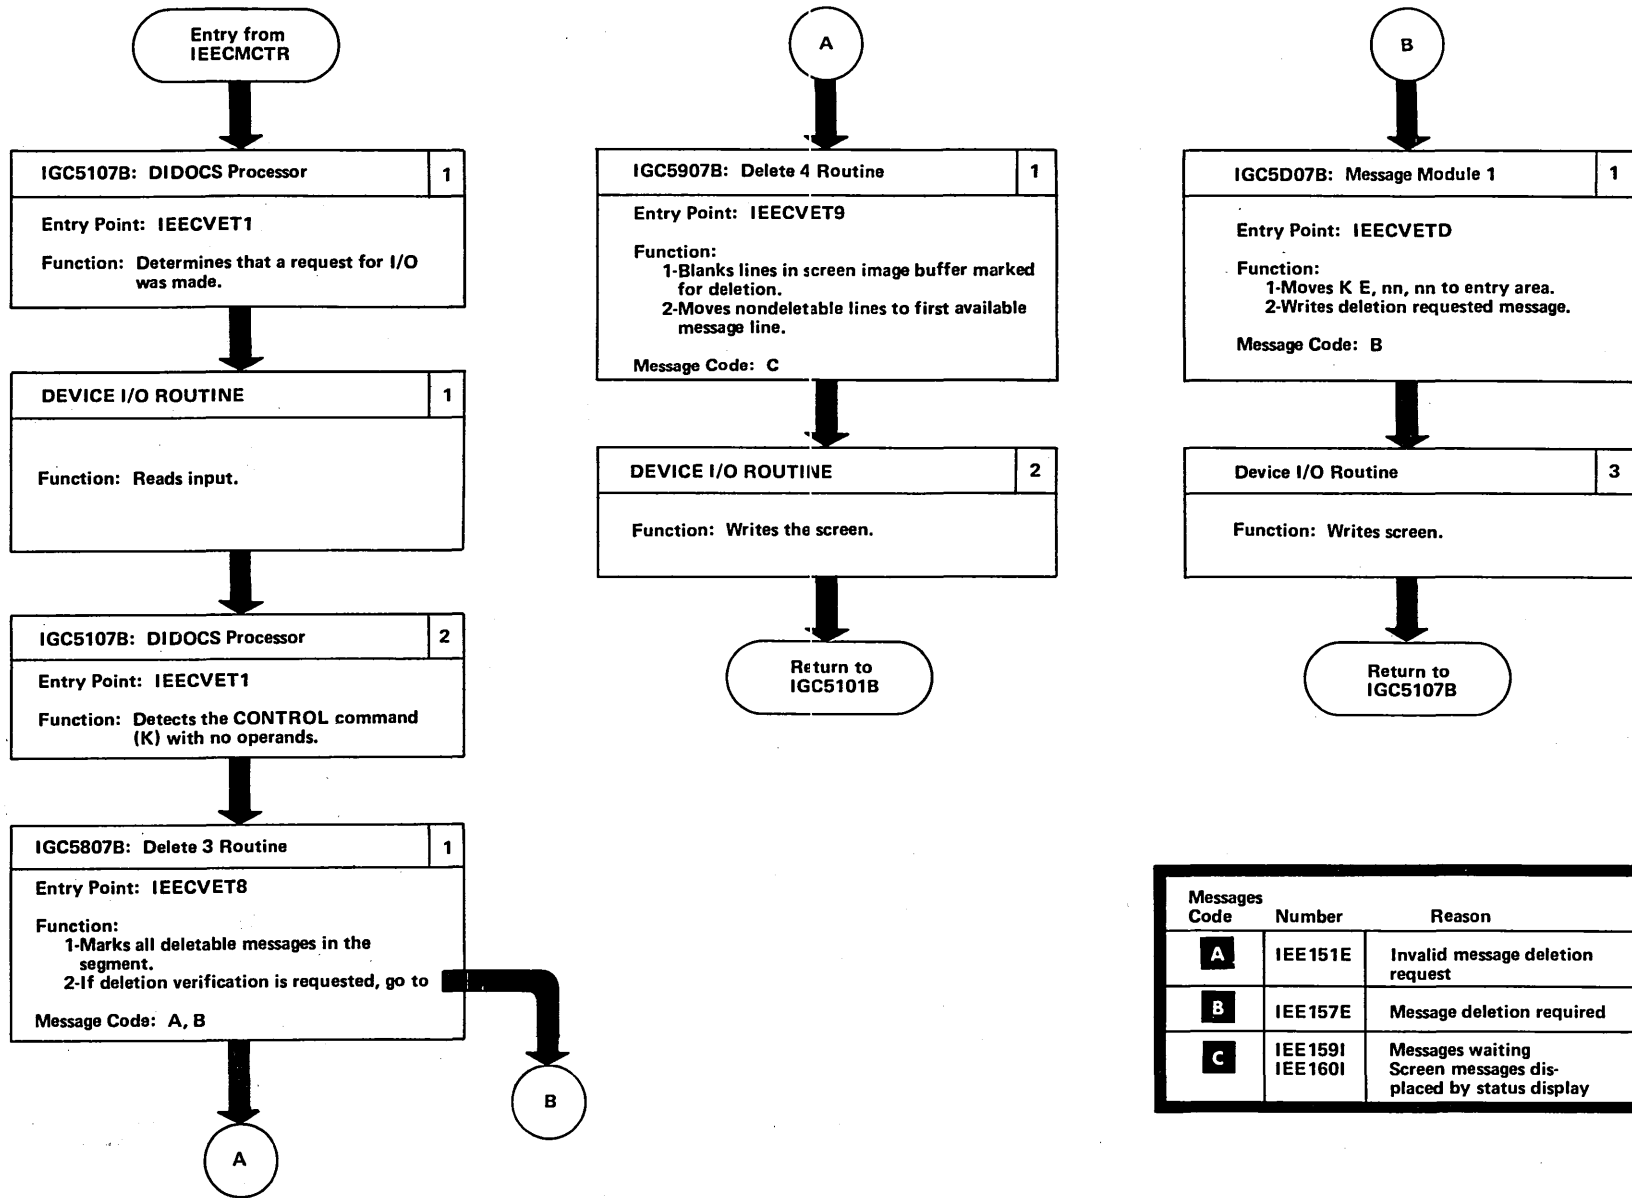 Entry from
IEECMCTR
IGC5107B: DIDOCS Processor
1
Entry Point: IEECVET1
Function: Determines that a request for I/O
was made.
DEVICE I/O ROUTINE
1
Function: Reads input.
IGC5107B: DIDOCS Processor
2
Entry Point: IEECVET1
Function: Detects the CONTROL command
(K) with no operands.
IGC5807B: Delete 3 Routine
1
Entry Point: IEECVET8
Function:
1-Marks all deletable messages in the
segment.
2-If deletion verification is requested, go to
Message Code: A, B
A
B
A
IGC5907B: Delete 4 Routine
1
Entry Point: IEECVET9
Function:
1-Blanks lines in screen image buffer marked
for deletion.
2-Moves nondeletable lines to first available
message line.
Message Code: C
DEVICE I/O ROUTINE
2
Function: Writes the screen.
Return to
IGC5101B
B
IGC5D07B: Message Module 1
1
Entry Point: IEECVETD
Function:
1-Moves K E, nn, nn to entry area.
2-Writes deletion requested message.
Message Code: B
Device I/O Routine
3
Function: Writes screen.
Return to
IGC5107B
Messages
Code Number Reason
A IEE151E Invalid message deletion
request
B IEE157E Message deletion required
C IEE159I Messages waiting
IEE160I Screen messages dis-
placed by status display